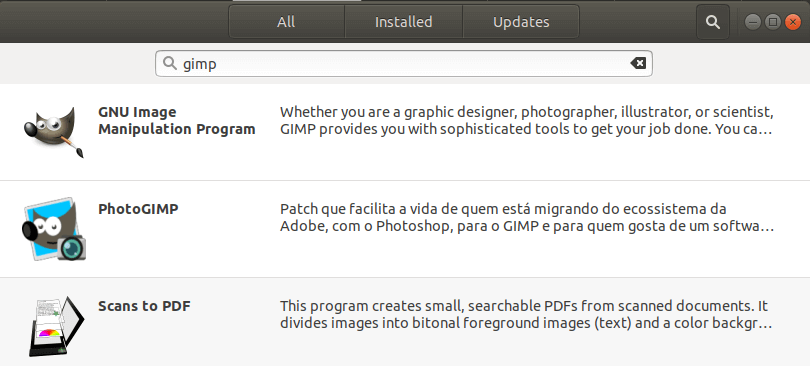 All Installed Updates
gimp
GNU Image
Manipulation Program
Whether you are a graphic designer, photographer, illustrator, or scientist,
GIMP provides you with sophisticated tools to get your job done. You ca…
PhotoGIMP
Patch que facilita a vida de quem está migrando do ecossistema da
Adobe, com o Photoshop, para o GIMP e para quem gosta de um softwa…
Scans to PDF
This program creates small, searchable PDFs from scanned documents. It
divides images into bitonal foreground images (text) and a color backgr…